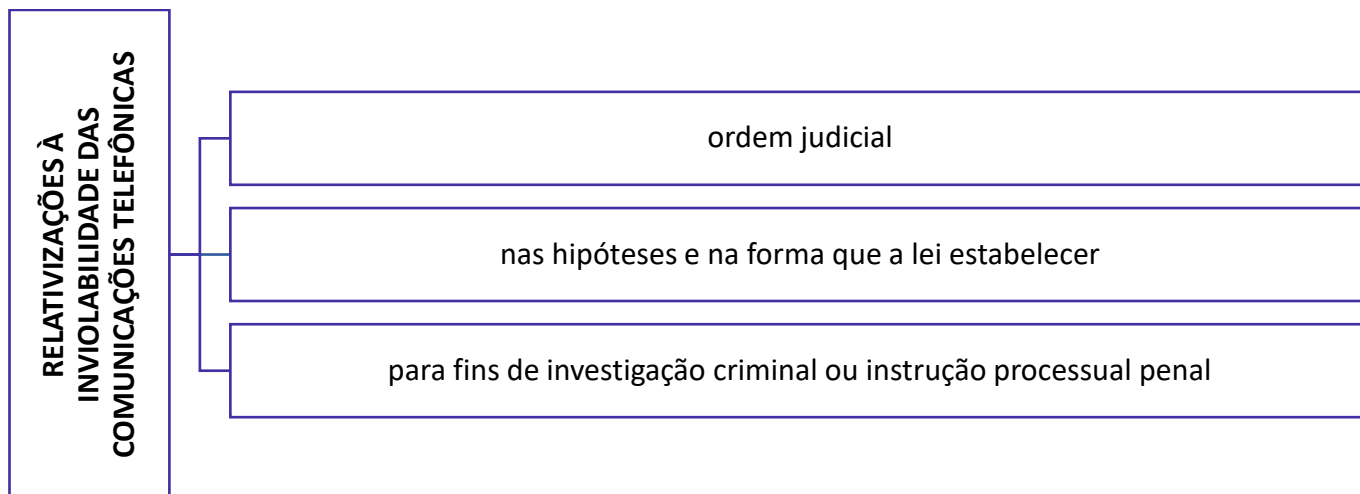 RELATIVIZAÇÕES À
INVIOLABILIDADE DAS
COMUNICAÇÕES TELEFÔNICAS
ordem judicial
nas hipóteses e na forma que a lei estabelecer
para fins de investigação criminal ou instrução processual penal